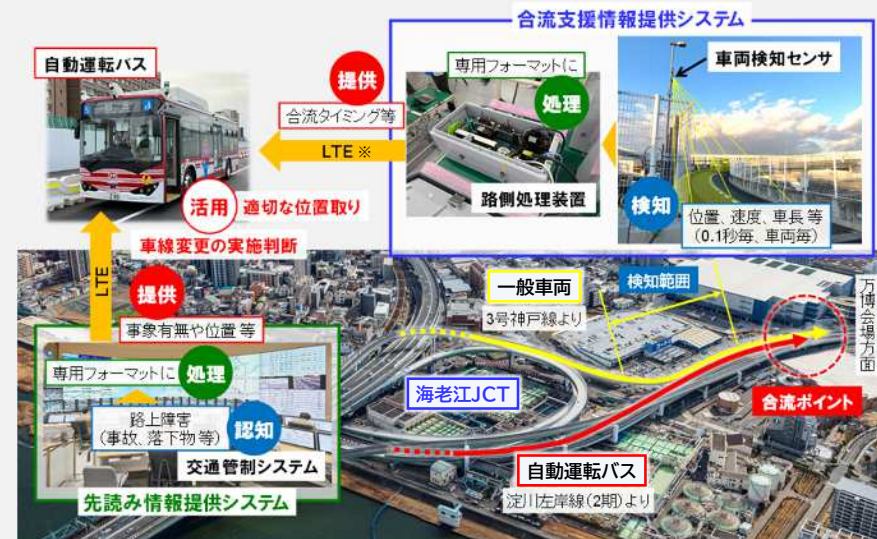 合流支援情報提供システム
自動運転バス
提供
合流タイミング等
LTE ※
専用フォーマットに
処理
路側処理装置
車両検知センサ
検知
位置、速度、車長 等
(0.1秒毎、車両毎)
活用
適切な位置取り
車線変更の実施判断
LTE
提供
事象有無や位置 等
専用フォーマットに
処理
路上障害
(事故、落下物 等)
認知
交通管制システム
先読み情報提供システム
一般車両
3号神戸線より
検知範囲
万博会場方面
海老江JCT
合流ポイント
自動運転バス
淀川左岸線(2期)より